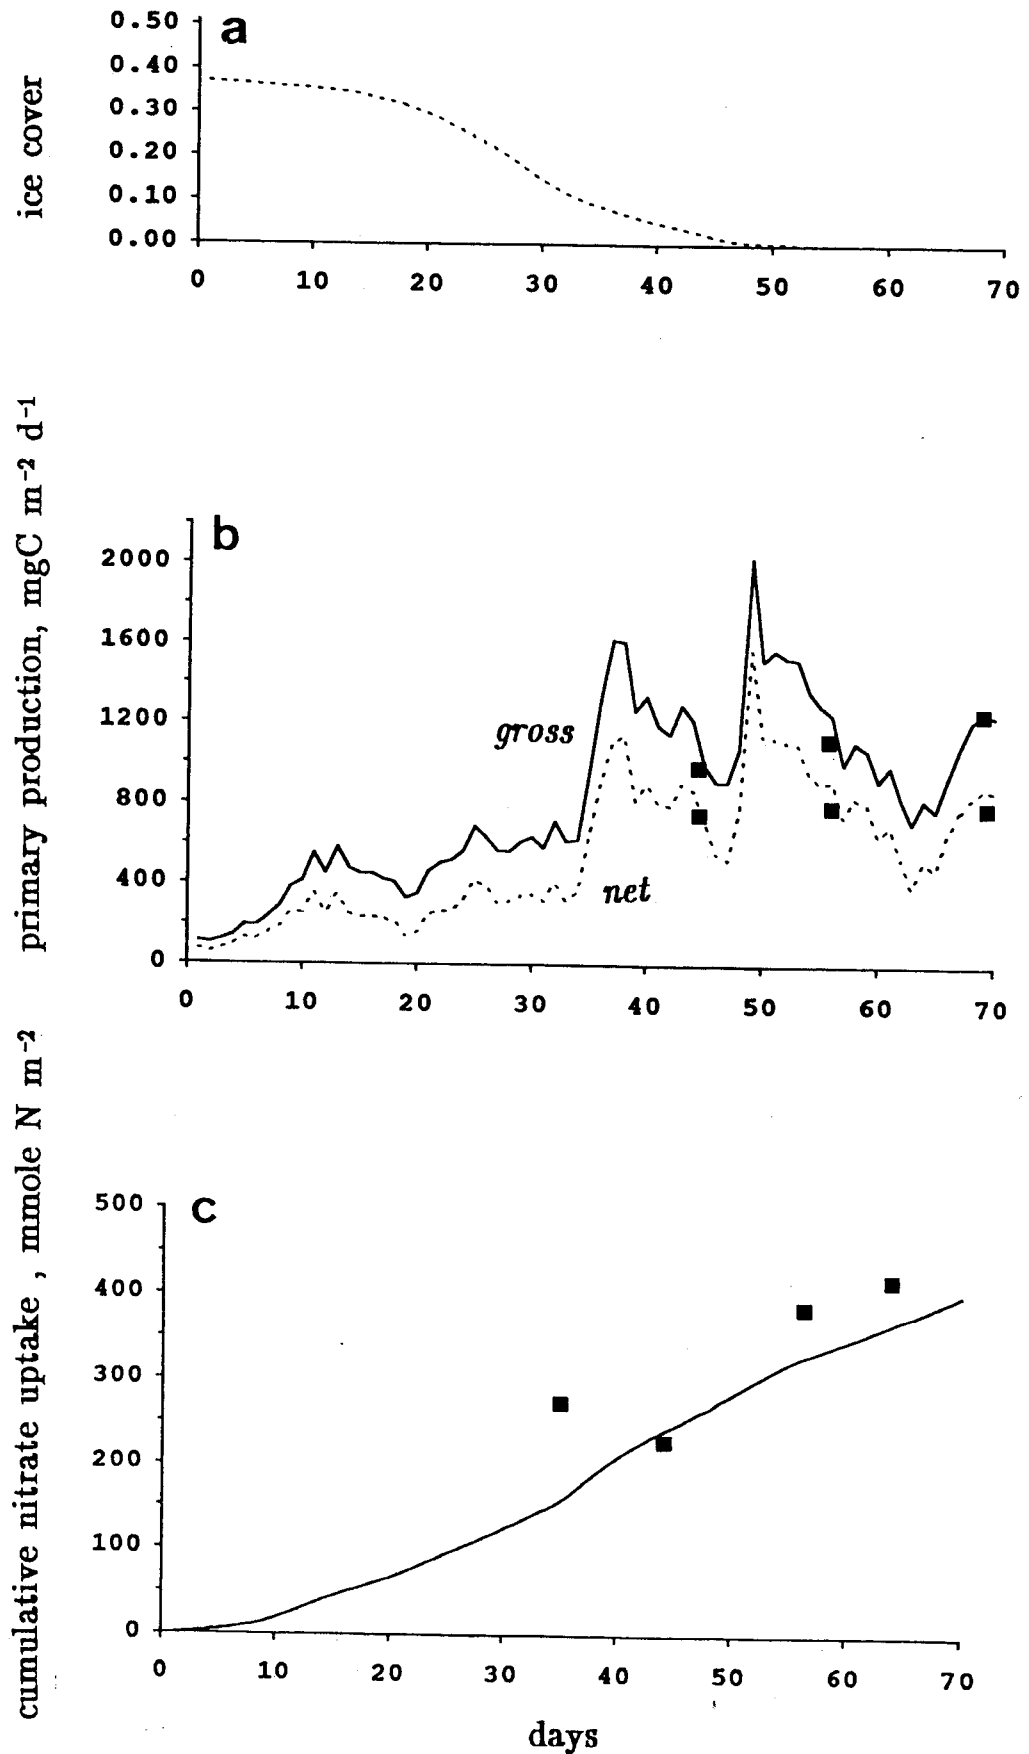 a
ice cover
0.50
0.40
0.30
0.20
0.10
0.00
0 10 20 30 40 50 60 70
b
primary production, mgC m⁻² d⁻¹
2000
1600
1200
800
400
0
gross
net
0 10 20 30 40 50 60 70
c
cumulative nitrate uptake , mmole N m⁻²
500
400
300
200
100
0
0 10 20 30 40 50 60 70
days